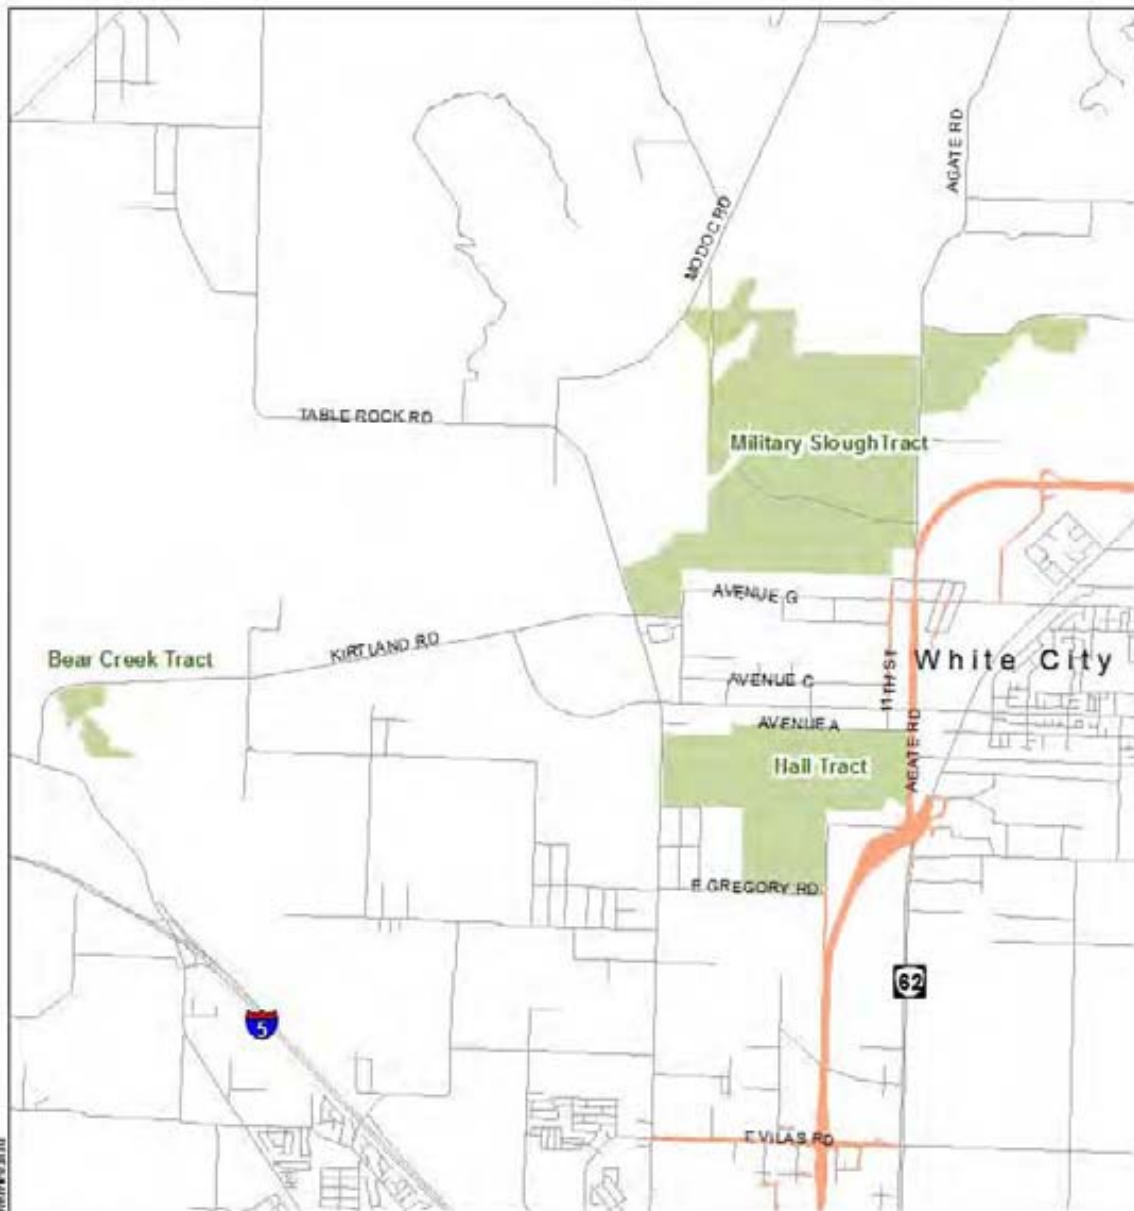 AGATE RD
MODOC RD
TABLE ROCK RD
Military Slough Tract
AVENUE G
KIRTLAND RD
Bear Creek Tract
White City
11TH ST
AVENUE C
AVENUE A
AGATE RD
Hall Tract
E GREGORY RD
62
5
E VILAS RD